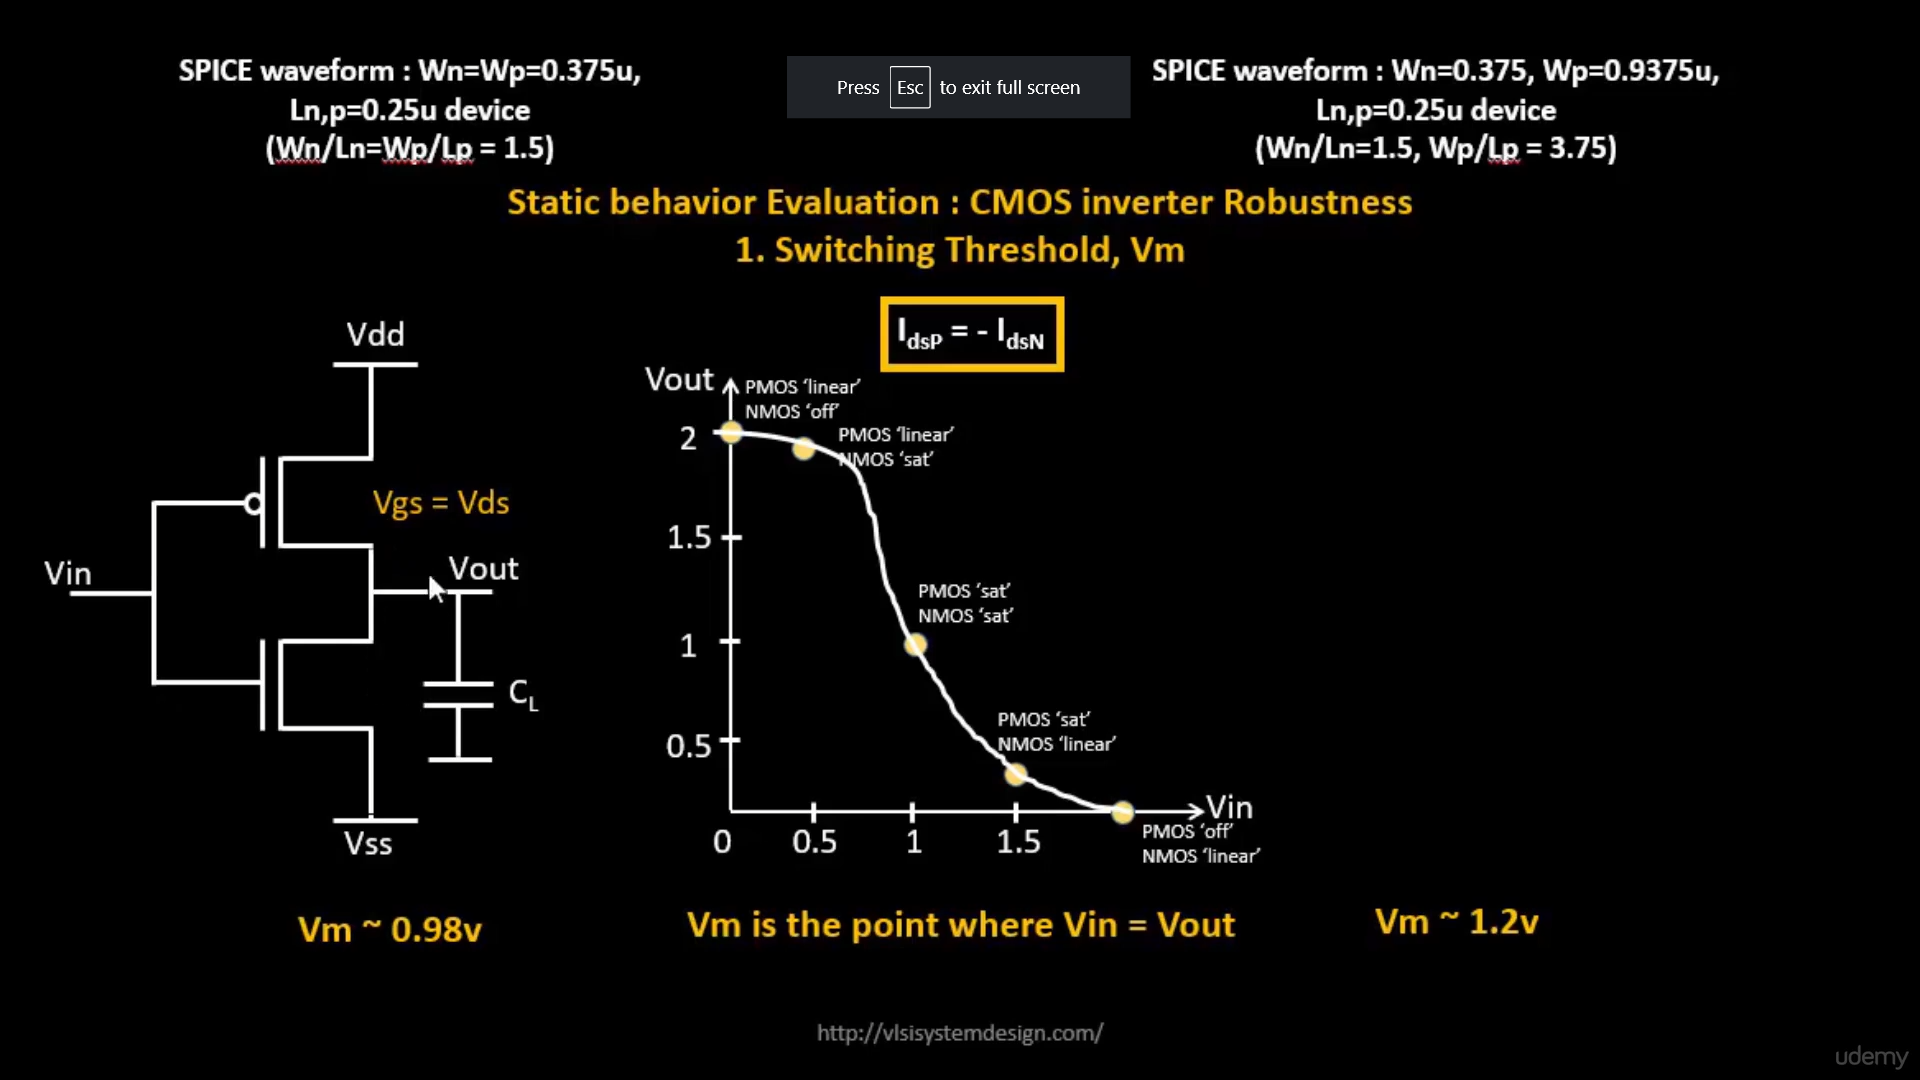 SPICE waveform : Wn=Wp=0.375u,
Ln,p=0.25u device
(Wn/Ln=Wp/Lp = 1.5)
Press Esc to exit full screen
SPICE waveform : Wn=0.375, Wp=0.9375u,
Ln,p=0.25u device
(Wn/Ln=1.5, Wp/Lp = 3.75)
Static behavior Evaluation : CMOS inverter Robustness
1. Switching Threshold, Vm
IdsP = - IdsN
Vdd
Vgs = Vds
Vin
Vout
CL
Vss
Vout
PMOS ‘linear’
NMOS ‘off’
2
PMOS ‘linear’
NMOS ‘sat’
1.5
PMOS ‘sat’
NMOS ‘sat’
1
PMOS ‘sat’
NMOS ‘linear’
0.5
Vin
0 0.5 1 1.5
PMOS ‘off’
NMOS ‘linear’
Vm ~ 0.98v
Vm is the point where Vin = Vout
Vm ~ 1.2v
http://vlsisystemdesign.com/
udemy